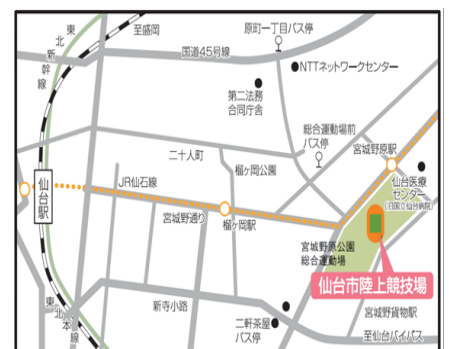 東北新幹線
至盛岡
原町一丁目バス停
国道45号線
NTTネットワークセンター
第二法務
合同庁舎
総合運動場前
バス停
宮城野原駅
二十人町
榴ヶ岡公園
仙台医療
センター
(旧国立仙台病院)
JR仙石線
仙台駅
宮城野通り
榴ヶ岡駅
宮城野原公園
総合運動場
仙台市陸上競技場
新寺小路
宮城野貨物駅
二軒茶屋
バス停
至仙台バイパス
東北本線